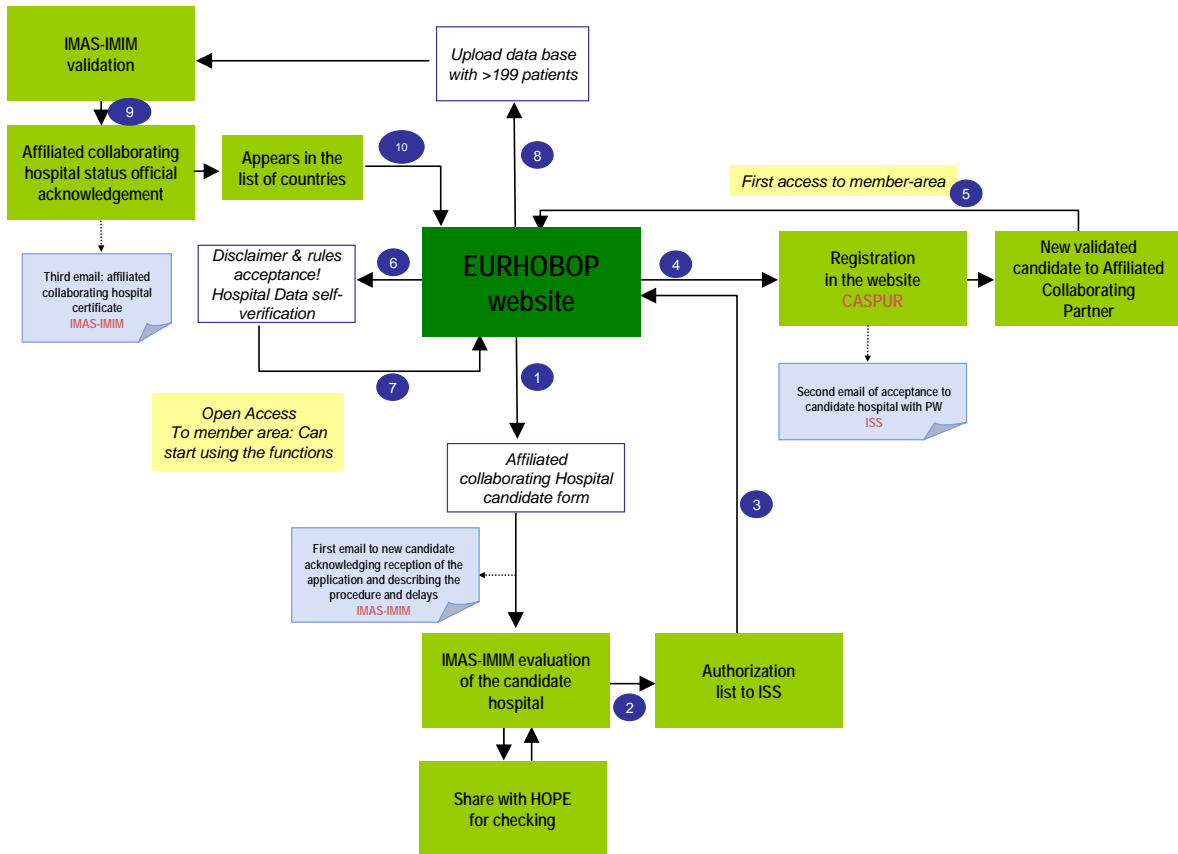 IMAS-IMIM
validation
Upload data base
with >199 patients
9
Affiliated collaborating
hospital status official
acknowledgement
Appears in the
list of countries
10
8
First access to member-area
5
Third email: affiliated
collaborating hospital
certificate
IMAS-IMIM
Disclaimer & rules
acceptance!
Hospital Data self-
verification
6
EURHOBOP
website
4
Registration
in the website
CASPUR
New validated
candidate to Affiliated
Collaborating
Partner
7
1
Second email of acceptance to
candidate hospital with PW
ISS
Open Access
To member area: Can
start using the functions
Affiliated
collaborating Hospital
candidate form
3
First email to new candidate
acknowledging reception of the
application and describing the
procedure and delays
IMAS-IMIM
IMAS-IMIM evaluation
of the candidate
hospital
2
Authorization
list to ISS
Share with HOPE
for checking